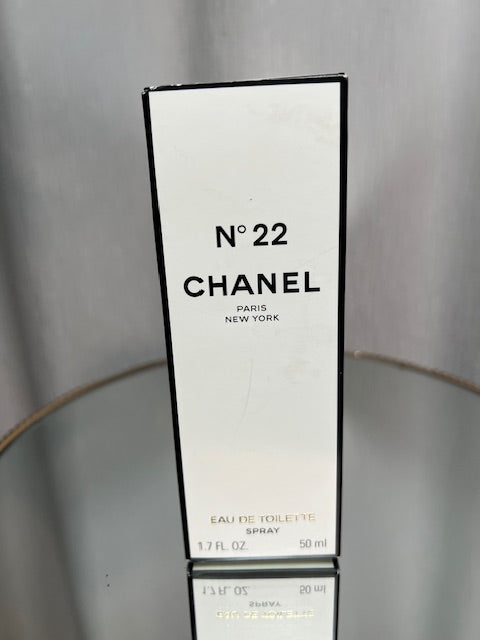 N° 22
CHANEL
PARIS
NEW YORK
EAU DE TOILETTE
SPRAY
1.7 FL. OZ. 50 ml